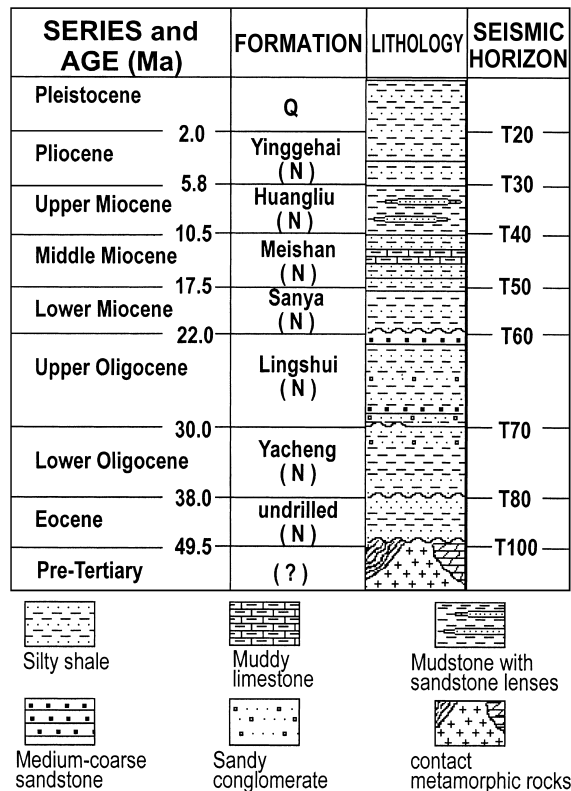 SERIES and
AGE (Ma)
FORMATION
LITHOLOGY
SEISMIC
HORIZON
Pleistocene
Q
2.0
T20
Pliocene
Yinggehai
( N )
5.8
T30
Upper Miocene
Huangliu
( N )
10.5
T40
Middle Miocene
Meishan
( N )
17.5
T50
Lower Miocene
Sanya
( N )
22.0
T60
Upper Oligocene
Lingshui
( N )
30.0
T70
Lower Oligocene
Yacheng
( N )
38.0
T80
Eocene
undrilled
( N )
49.5
T100
Pre-Tertiary
( ? )
Silty shale
Muddy
limestone
Mudstone with
sandstone lenses
Medium-coarse
sandstone
Sandy
conglomerate
contact
metamorphic rocks